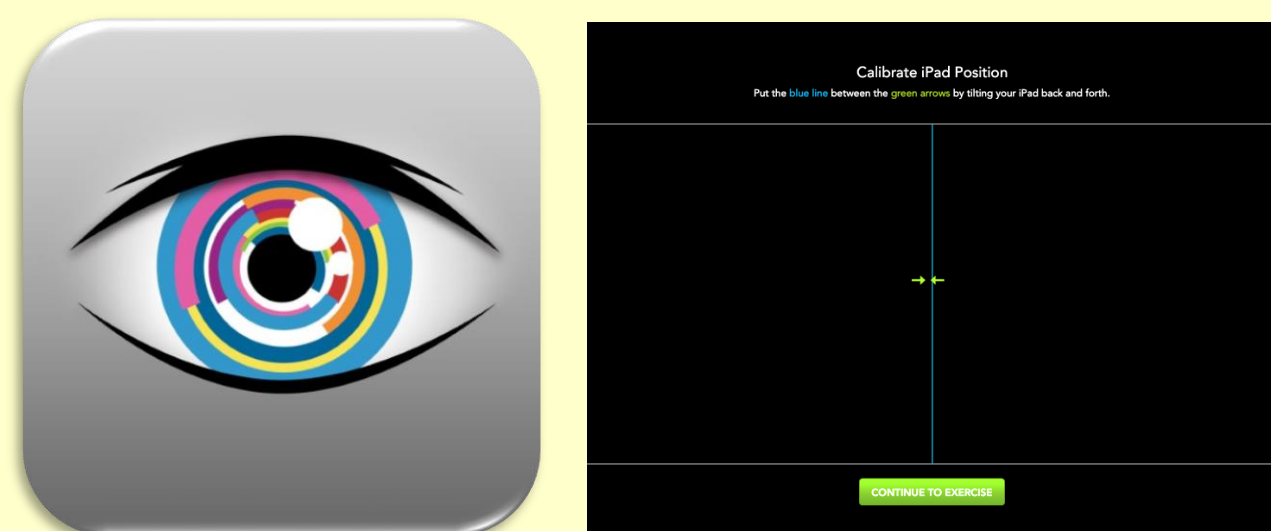 Calibrate iPad Position
Put the blue line between the green arrows by tilting your iPad back and forth.
CONTINUE TO EXERCISE